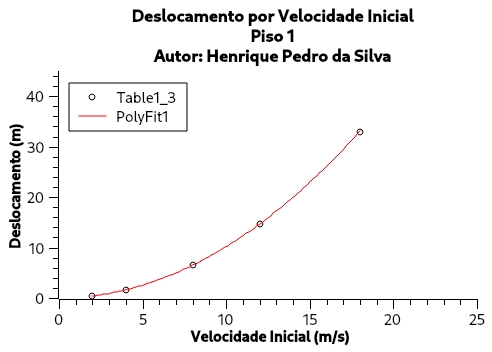 Deslocamento por Velocidade Inicial
Piso 1
Autor: Henrique Pedro da Silva
Table1_3
PolyFit1
Deslocamento (m)
40
30
20
10
0
0 5 10 15 20 25
Velocidade Inicial (m/s)